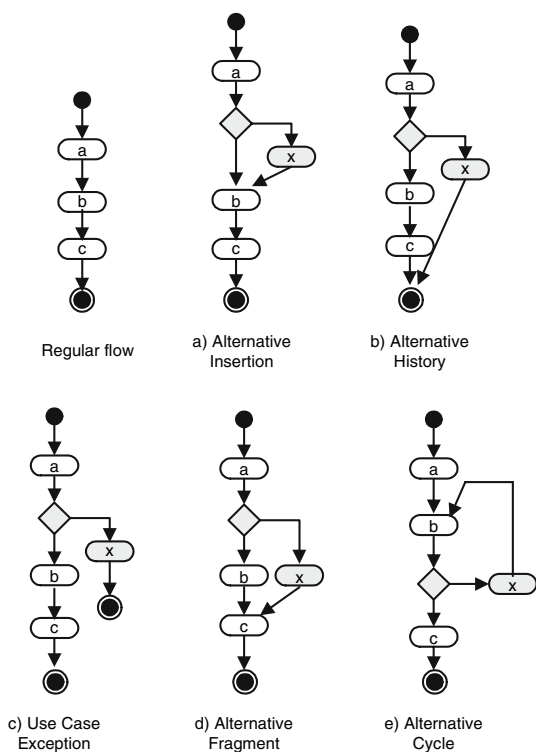 a
b
c
Regular flow
a
x
b
c
a) Alternative
Insertion
a
x
b
c
b) Alternative
History
a
x
b
c
c) Use Case
Exception
a
b
x
c
d) Alternative
Fragment
a
b
x
c
e) Alternative
Cycle